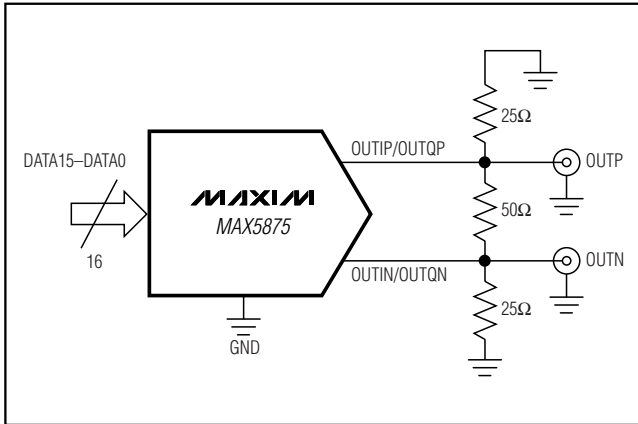 25Ω
OUTIP/OUTQP
OUTP
DATA15–DATA0
MAXIM
MAX5875
50Ω
16
OUTIN/OUTQN
OUTN
25Ω
GND